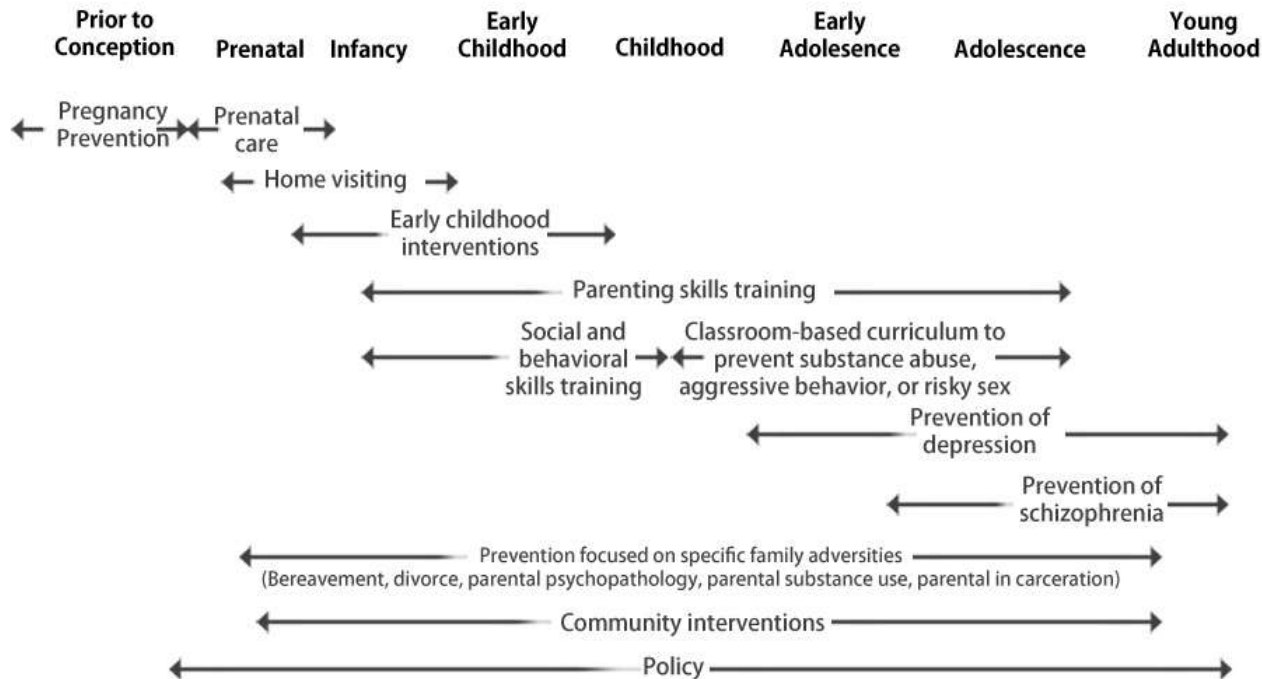 Prior to
Conception
Prenatal
Infancy
Early
Childhood
Childhood
Early
Adolesence
Adolescence
Young
Adulthood
Pregnancy
Prevention
Prenatal
care
Home visiting
Early childhood
interventions
Parenting skills training
Social and
behavioral
skills training
Classroom-based curriculum to
prevent substance abuse,
aggressive behavior, or risky sex
Prevention of
depression
Prevention of
schizophrenia
Prevention focused on specific family adversities
(Bereavement, divorce, parental psychopathology, parental substance use, parental in carceration)
Community interventions
Policy